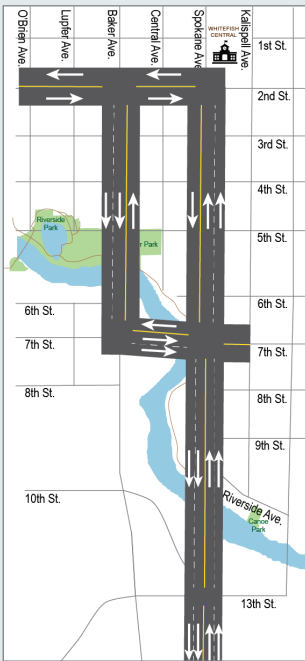 O'Brien Ave.
Lupfer Ave.
Baker Ave.
Central Ave.
Spokane Ave.
Kalispell Ave.
WHITEFISH
CENTRAL
1st St.
2nd St.
3rd St.
4th St.
Riverside
Park
r Park
5th St.
6th St.
6th St.
7th St.
7th St.
8th St.
8th St.
9th St.
10th St.
Riverside Ave.
Canoe
Park
13th St.